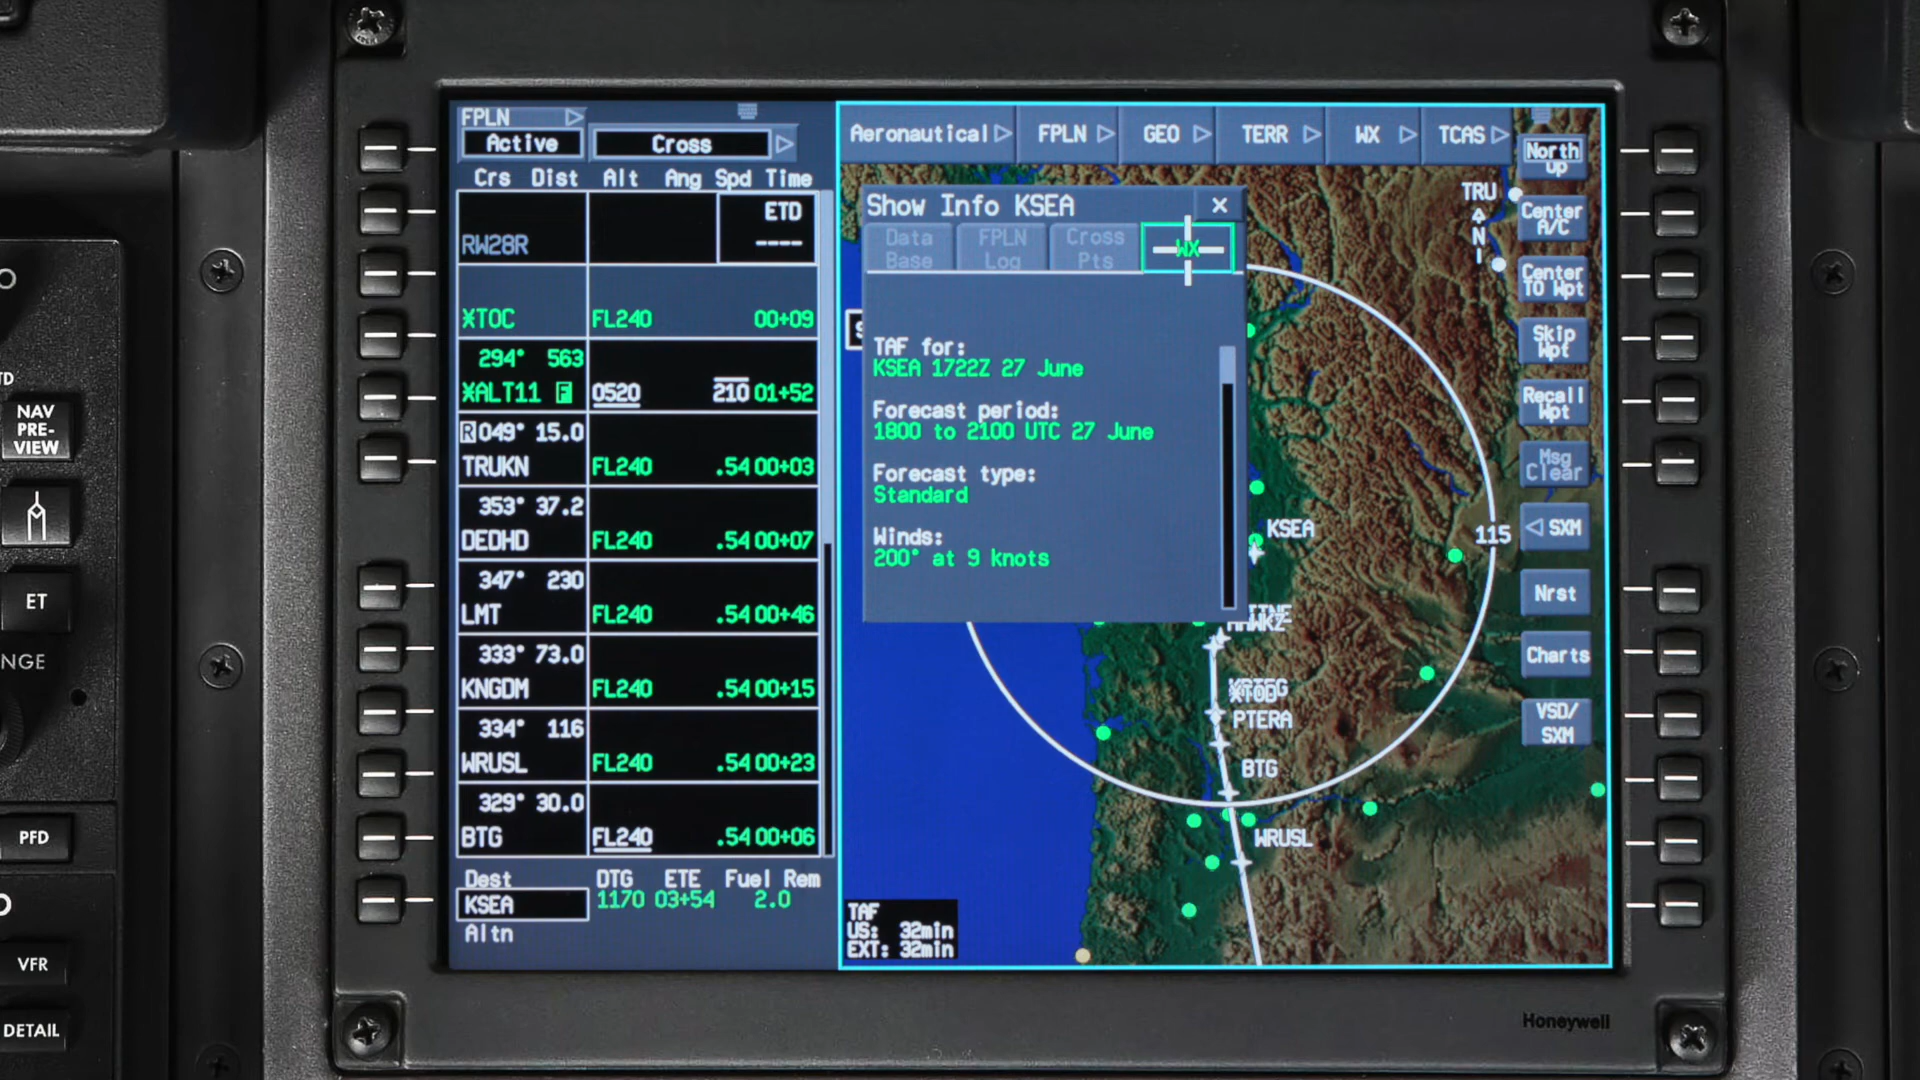 FPLN
Active
Cross
Crs Dist Alt Ang Spd Time
ETD
RW28R ----
*TOC FL240 00+09
294° 563
*ALT11 F 0520 210 01+52
R 049° 15.0
TRUKN FL240 .54 00+03
353° 37.2
DEDHD FL240 .54 00+07
347° 230
LMT FL240 .54 00+46
333° 73.0
KNGDM FL240 .54 00+15
334° 116
WRUSL FL240 .54 00+23
329° 30.0
BTG FL240 .54 00+06
Dest DTG ETE Fuel Rem
KSEA 1170 03+54 2.0
Altn
Aeronautical FPLN GEO TERR WX TCAS
Show Info KSEA X
Data
Base
FPLN
Log
Cross
Pts
WX
TAF for:
KSEA 1722Z 27 June
Forecast period:
1800 to 2100 UTC 27 June
Forecast type:
Standard
Winds:
200° at 9 knots
TRU
N
KSEA
115
HAWKZ
*TOD
PTERA
BTG
WRUSL
TAF
US: 32min
EXT: 32min
North
Up
Center
A/C
Center
TO Wpt
Skip
Wpt
Recall
Wpt
Msg
Clear
SXM
Nrst
Charts
VSD/
SXM
Honeywell
NAV
PRE-
VIEW
ET
NGE
PFD
VFR
DETAIL